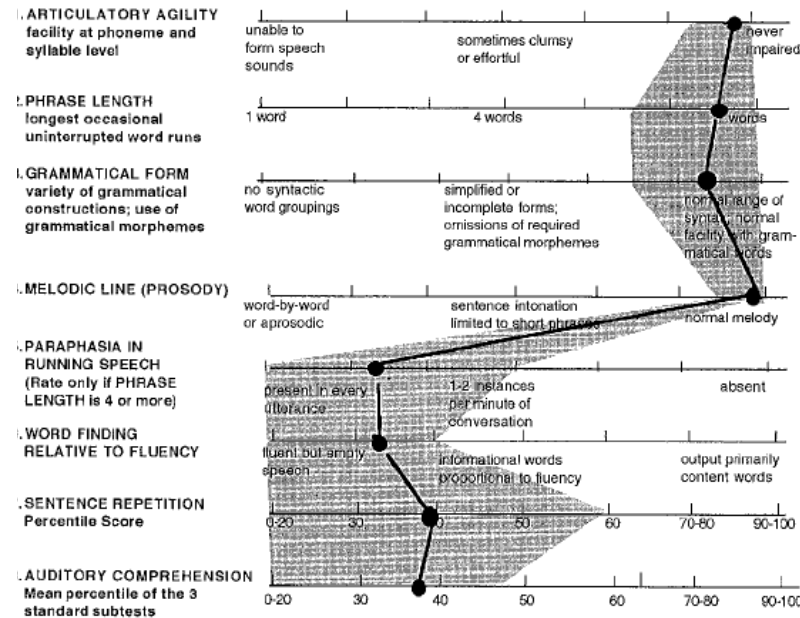 . ARTICULATORY AGILITY
facility at phoneme and
syllable level
unable to
form speech
sounds
sometimes clumsy
or effortful
never
impaired
. PHRASE LENGTH
longest occasional
uninterrupted word runs
1 word
4 words
words
. GRAMMATICAL FORM
variety of grammatical
constructions; use of
grammatical morphemes
no syntactic
word groupings
simplified or
incomplete forms;
omissions of required
grammatical morphemes
normal range of
syntax; normal
facility with gram-
matical words
. MELODIC LINE (PROSODY)
word-by-word
or aprosodic
sentence intonation
limited to short phrases
normal melody
. PARAPHASIA IN
RUNNING SPEECH
(Rate only if PHRASE
LENGTH is 4 or more)
present in every
utterance
1-2 instances
per minute of
conversation
absent
. WORD FINDING
RELATIVE TO FLUENCY
fluent but empty
speech
informational words
proportional to fluency
output primarily
content words
. SENTENCE REPETITION
Percentile Score
0-20 30 40 50 60 70-80 90-100
. AUDITORY COMPREHENSION
Mean percentile of the 3
standard subtests
0-20 30 40 50 60 70-80 90-100